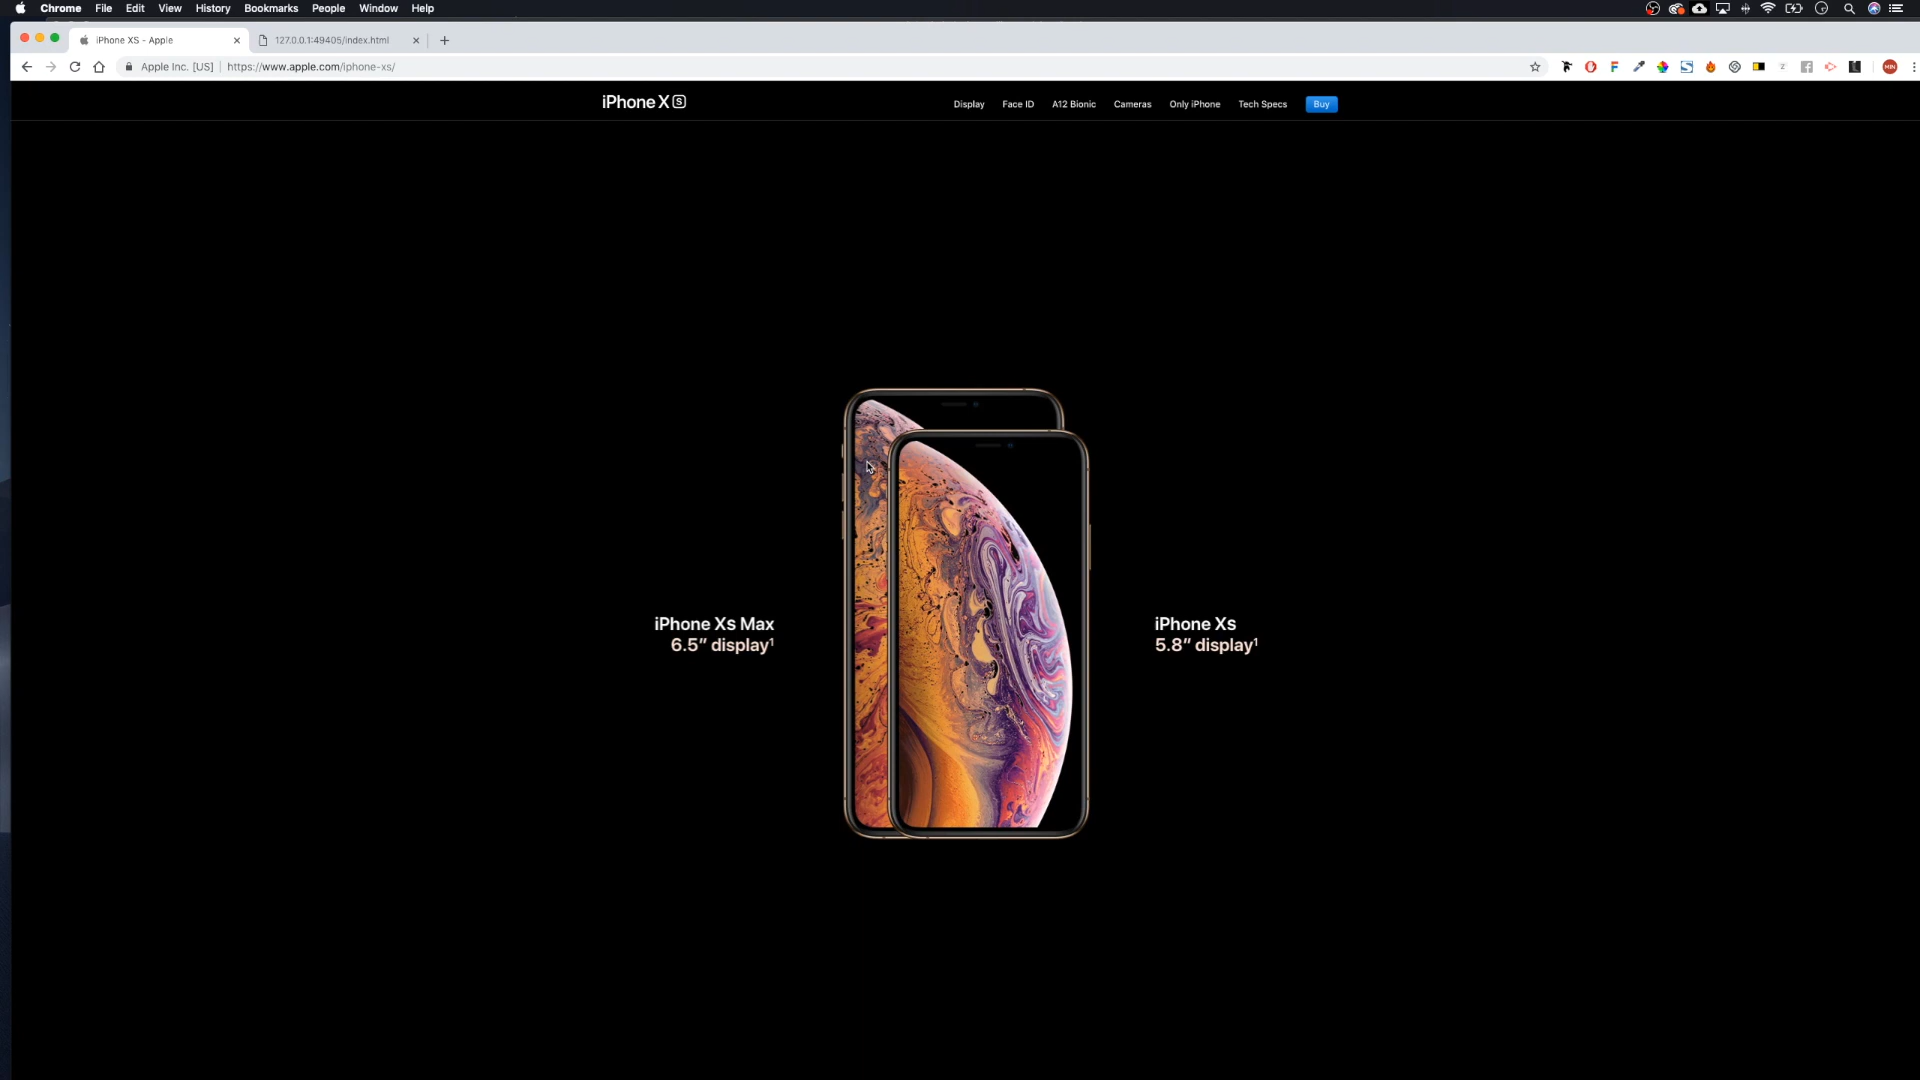 Chrome File Edit View History Bookmarks People Window Help
iPhone XS - Apple
127.0.0.1:49405/index.html
Apple Inc. [US] https://www.apple.com/iphone-xs/
iPhone XS
Display Face ID A12 Bionic Cameras Only iPhone Tech Specs Buy
iPhone Xs Max
6.5″ display¹
iPhone Xs
5.8″ display¹